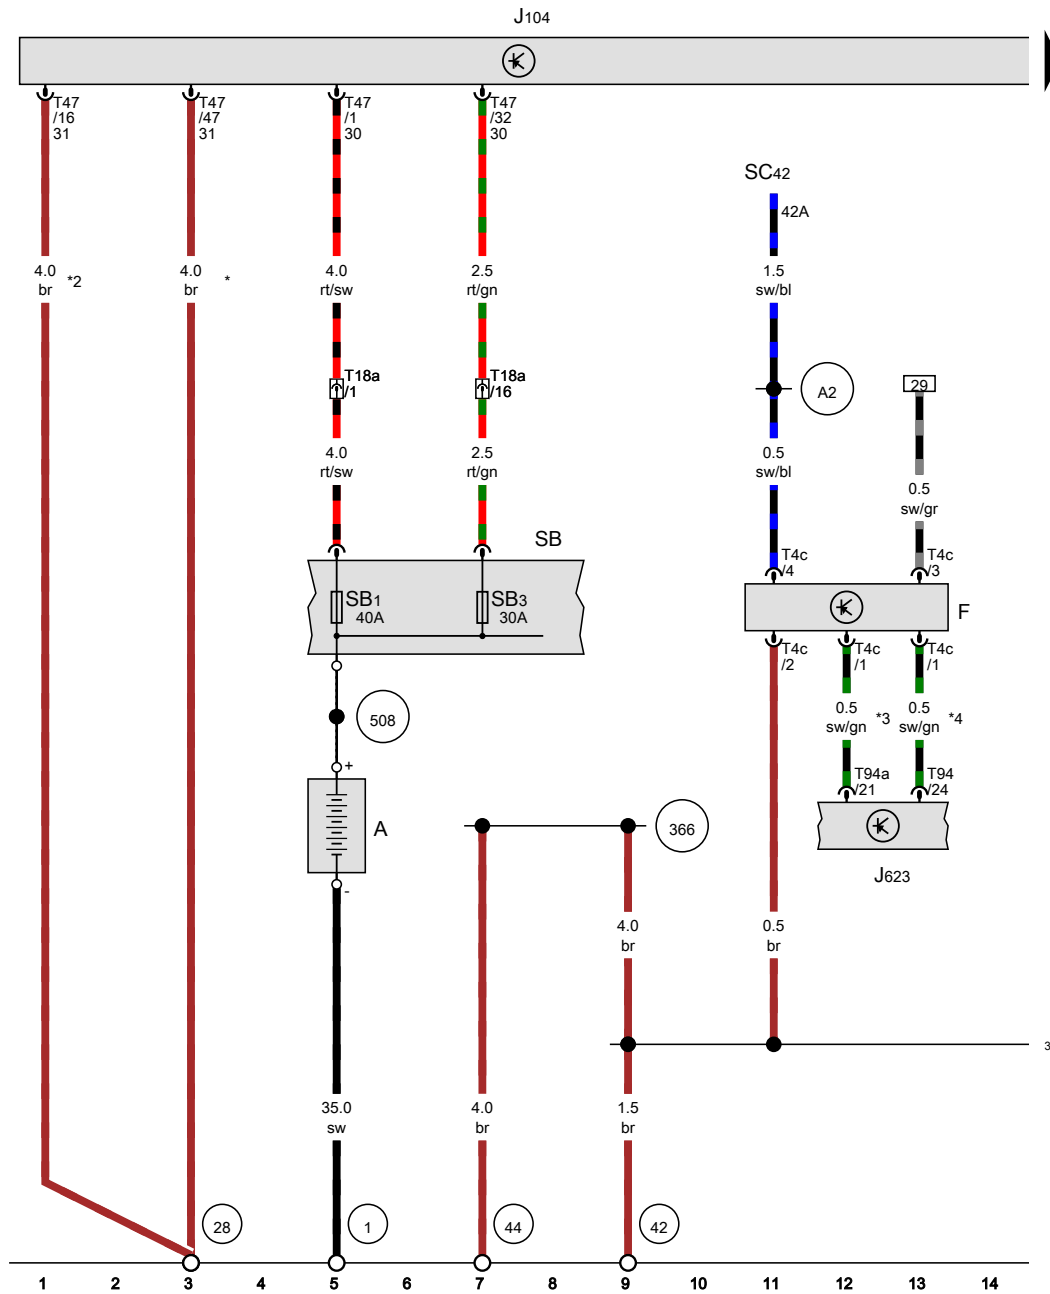 J104
T47
/16
31
T47
/47
31
T47
/1
30
T47
/32
30
SC42
42A
4.0
br
*2
4.0
br
*
4.0
rt/sw
2.5
rt/gn
1.5
sw/bl
T18a
/1
T18a
/16
A2
29
4.0
rt/sw
2.5
rt/gn
0.5
sw/bl
0.5
sw/gr
SB
T4c
/4
T4c
/3
SB1
40A
SB3
30A
F
T4c
/2
T4c
/1
T4c
/1
508
0.5
sw/gn
*3
0.5
sw/gn
*4
+
T94a
/21
T94
/24
A
366
J623
-
4.0
br
0.5
br
3
35.0
sw
4.0
br
1.5
br
28
1
44
42
1 2 3 4 5 6 7 8 9 10 11 12 13 14